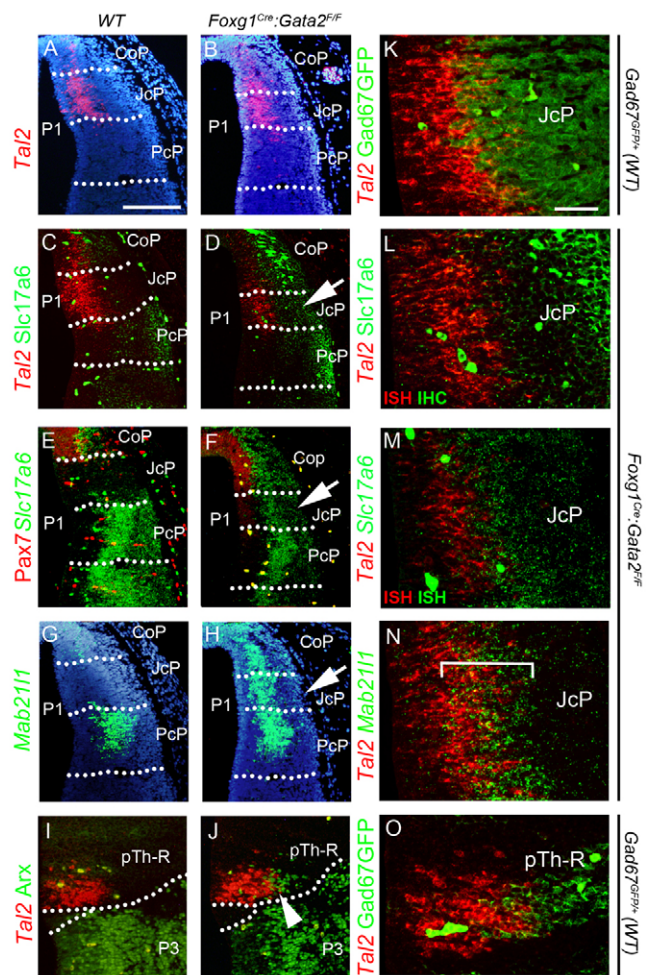 WT
Foxg1Cre:Gata2F/F
A
CoP
JcP
P1
PcP
Tal2
B
CoP
JcP
P1
PcP
K
JcP
Tal2 Gad67GFP
Gad67GFP/+ (WT)
C
CoP
JcP
P1
PcP
Tal2 Slc17a6
D
CoP
JcP
P1
PcP
L
JcP
ISH IHC
Tal2 Slc17a6
E
CoP
JcP
P1
PcP
Pax7 Slc17a6
F
Cop
JcP
P1
PcP
M
JcP
ISH ISH
Tal2 Slc17a6
Foxg1Cre:Gata2F/F
G
CoP
JcP
P1
PcP
Mab21l1
H
CoP
JcP
P1
PcP
N
JcP
Tal2 Mab21l1
I
pTh-R
Tal2 Arx
J
pTh-R
P3
O
pTh-R
Tal2 Gad67GFP
Gad67GFP/+ (WT)
P3